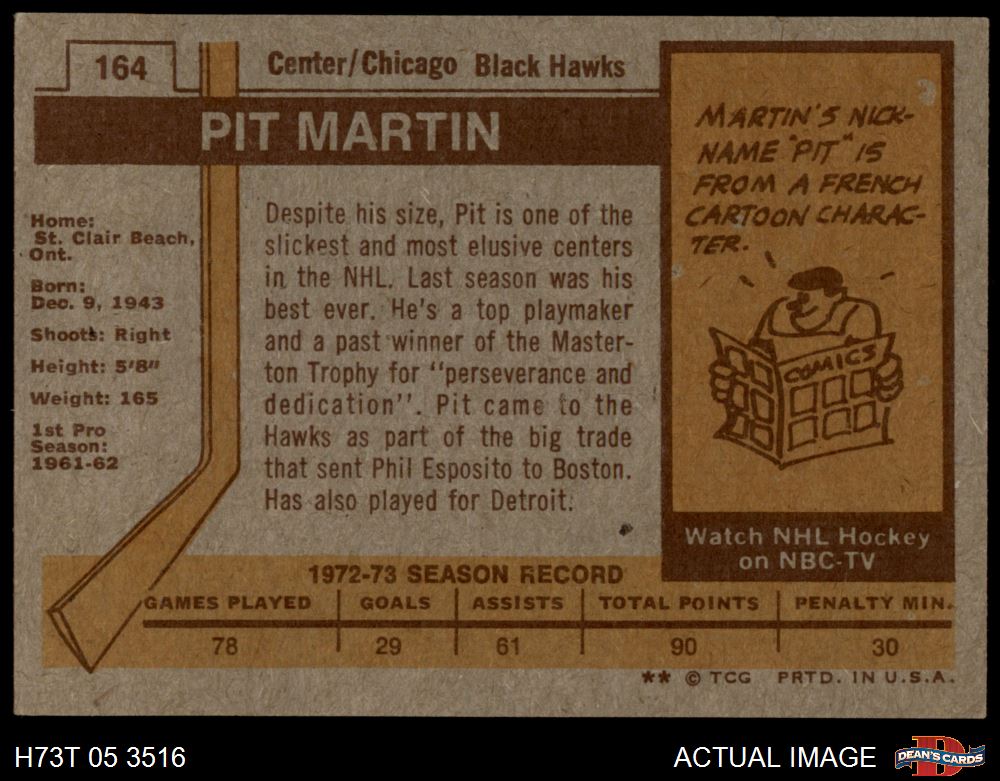 164
Center/Chicago Black Hawks
PIT MARTIN
Home:
St. Clair Beach,
Ont.
Born:
Dec. 9, 1943
Shoots: Right
Height: 5'8"
Weight: 165
1st Pro
Season:
1961-62
Despite his size, Pit is one of the
slickest and most elusive centers
in the NHL. Last season was his
best ever. He's a top playmaker
and a past winner of the Master-
ton Trophy for "perseverance and
dedication". Pit came to the
Hawks as part of the big trade
that sent Phil Esposito to Boston.
Has also played for Detroit.
MARTIN'S NICK-
NAME "PIT" IS
FROM A FRENCH
CARTOON CHARAC-
TER.
COMICS
Watch NHL Hockey
on NBC-TV
1972-73 SEASON RECORD
GAMES PLAYED GOALS ASSISTS TOTAL POINTS PENALTY MIN.
78 29 61 90 30
** © TCG PRTD. IN U.S.A.
H73T 05 3516
ACTUAL IMAGE
D
DEAN'S CARDS